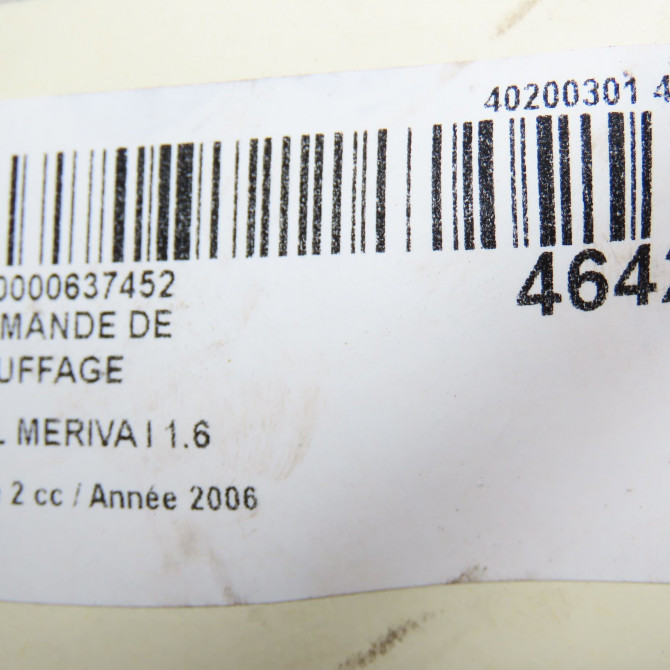 40200301 4
0000637452
464
MANDE DE
UFFAGE
L MERIVA I 1.6
2 cc / Année 2006